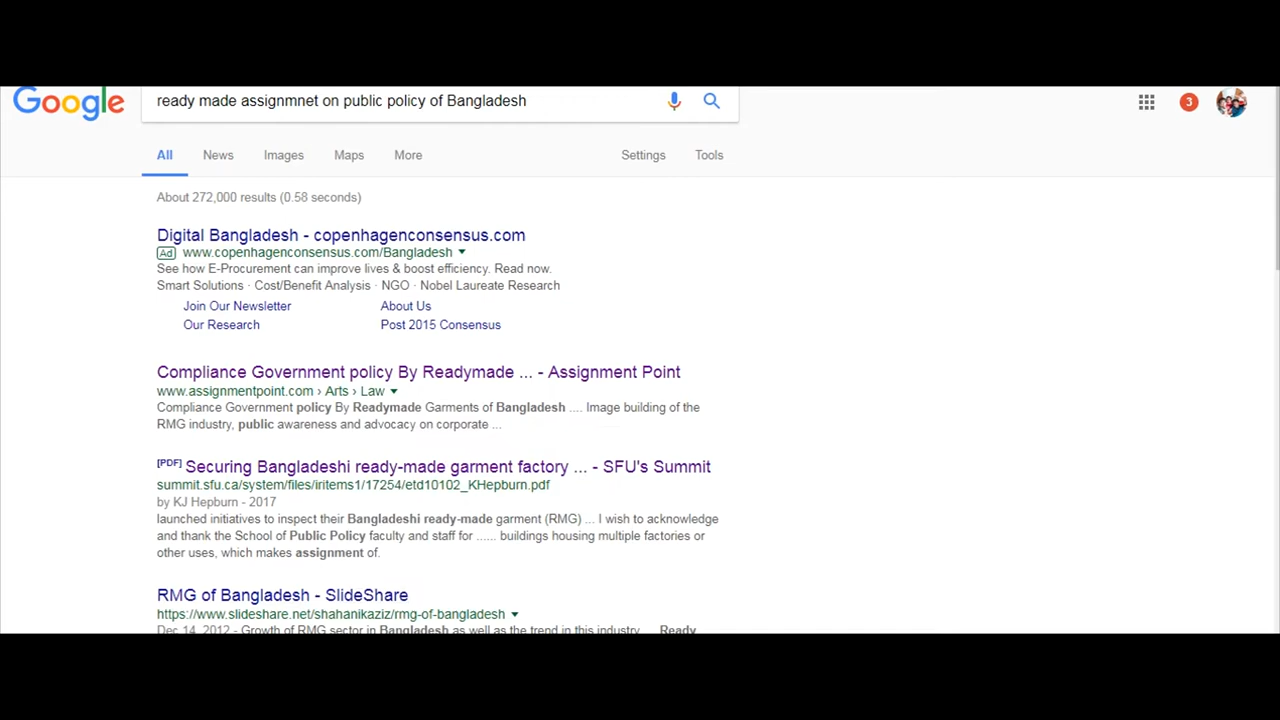 Google
ready made assignmnet on public policy of Bangladesh
3
All News Images Maps More Settings Tools
About 272,000 results (0.58 seconds)
Digital Bangladesh - copenhagenconsensus.com
Ad www.copenhagenconsensus.com/Bangladesh
See how E-Procurement can improve lives & boost efficiency. Read now.
Smart Solutions · Cost/Benefit Analysis · NGO · Nobel Laureate Research
Join Our Newsletter About Us
Our Research Post 2015 Consensus
Compliance Government policy By Readymade ... - Assignment Point
www.assignmentpoint.com › Arts › Law
Compliance Government policy By Readymade Garments of Bangladesh .... Image building of the
RMG industry, public awareness and advocacy on corporate ...
[PDF] Securing Bangladeshi ready-made garment factory ... - SFU's Summit
summit.sfu.ca/system/files/iritems1/17254/etd10102_KHepburn.pdf
by KJ Hepburn - 2017
launched initiatives to inspect their Bangladeshi ready-made garment (RMG) ... I wish to acknowledge
and thank the School of Public Policy faculty and staff for ...... buildings housing multiple factories or
other uses, which makes assignment of.
RMG of Bangladesh - SlideShare
https://www.slideshare.net/shahanikaziz/rmg-of-bangladesh
Dec 14, 2012 - Growth of RMG sector in Bangladesh as well as the trend in this industry. ... Ready